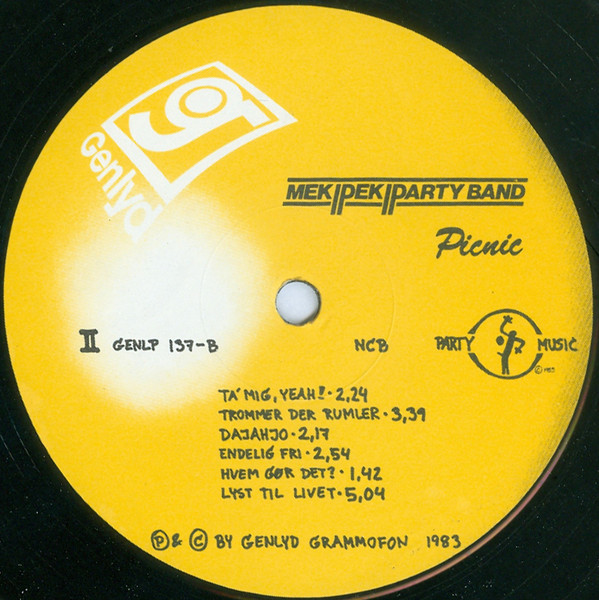 Genlyd
MEK PEK PARTY BAND
Picnic
II GENLP 137-B
NCB
PARTY MUSIC
TA' MIG, YEAH! · 2,24
TROMMER DER RUMLER · 3,39
DAJAHJO · 2,17
ENDELIG FRI · 2,54
HVEM GØR DET? · 1,42
LYST TIL LIVET · 5,04
Ⓟ & © BY GENLYD GRAMMOFON 1983